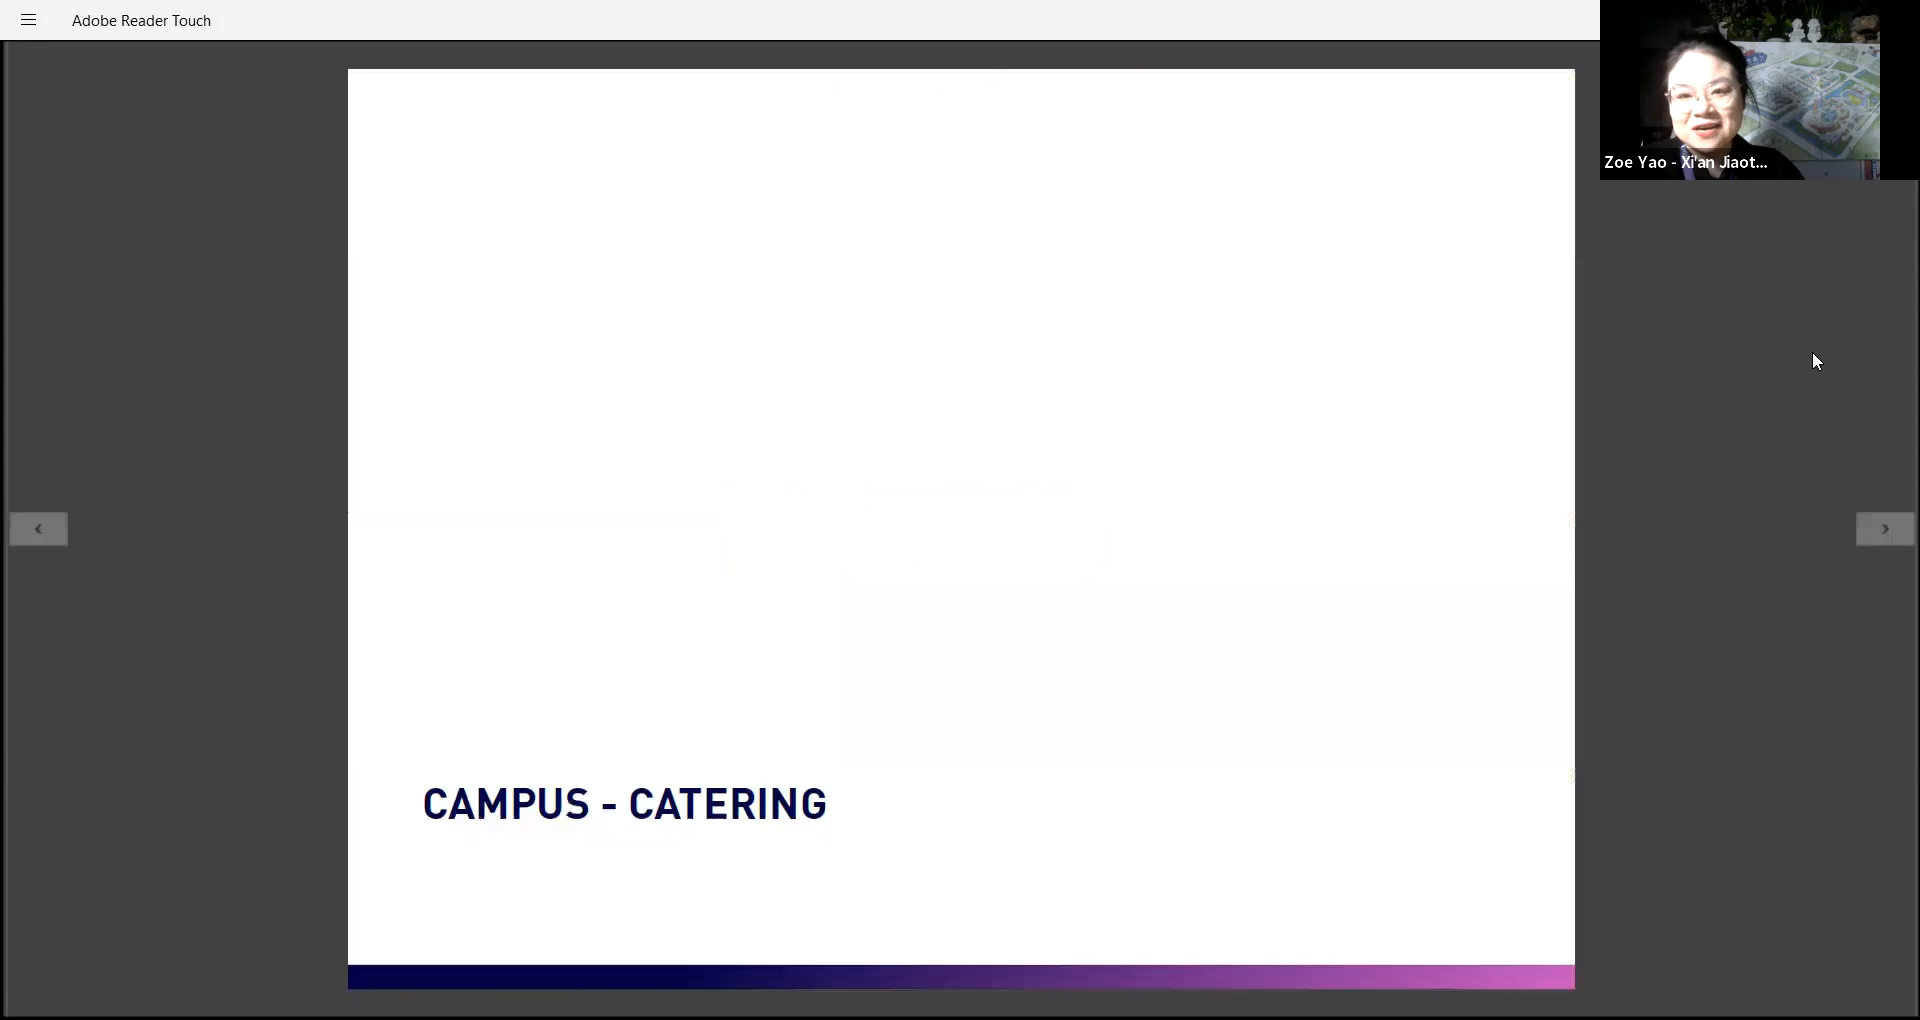 Adobe Reader Touch
Zoe Yao - Xi'an Jiaot...
CAMPUS - CATERING